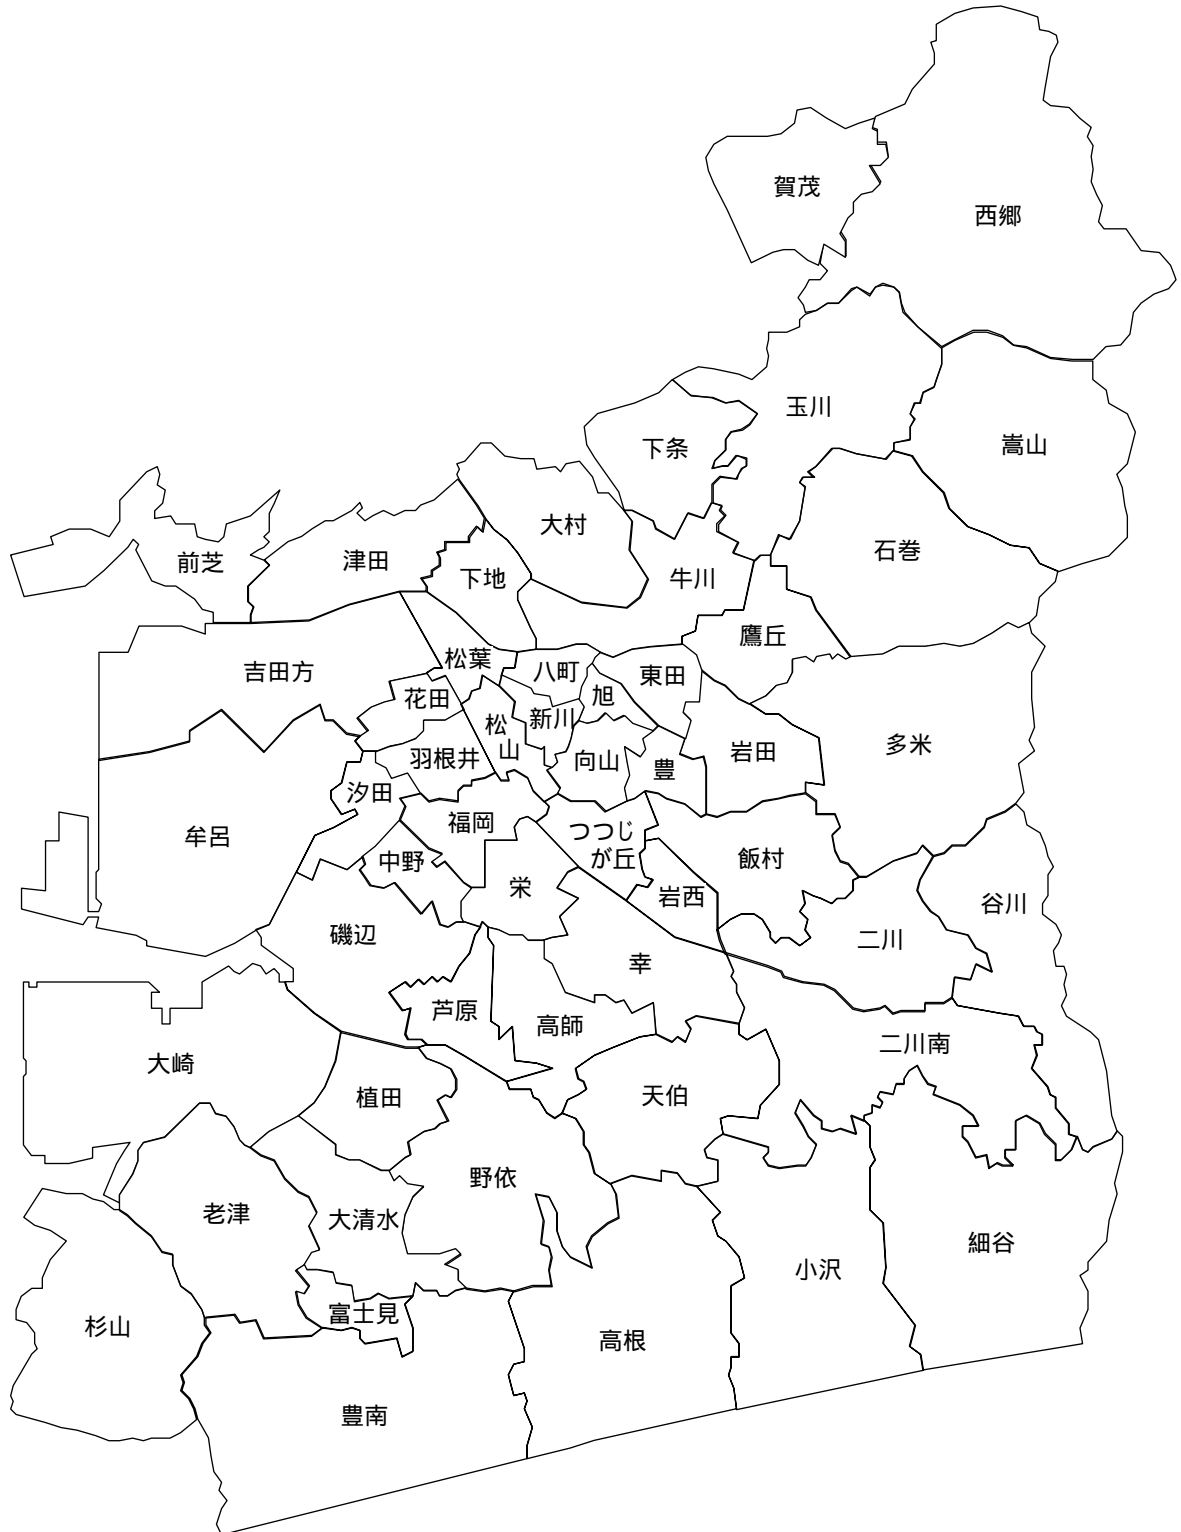 賀茂
西郷
玉川
嵩山
下条
大村
石巻
前芝
津田
下地
牛川
鷹丘
吉田方
松葉
八町
東田
花田
旭
松
山
新川
羽根井
向山
豊
岩田
多米
汐田
牟呂
福岡
つつじ
が丘
中野
飯村
栄
岩西
谷川
磯辺
幸
二川
芦原
高師
二川南
大崎
植田
天伯
野依
老津
大清水
細谷
小沢
富士見
杉山
高根
豊南